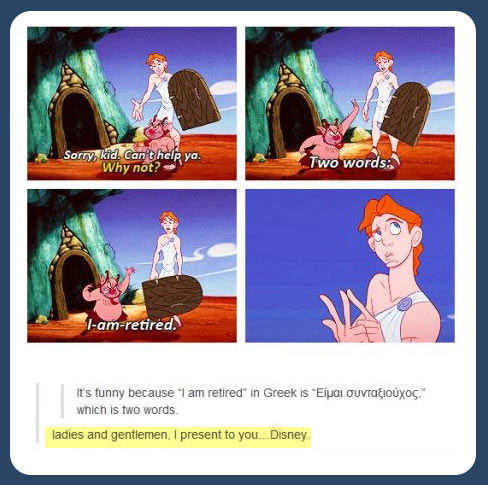 Sorry, kid. Can't help ya.
Why not?
Two words:
I-am-retired.
It's funny because “I am retired” in Greek is “Είμαι συνταξιούχος,”
which is two words.
ladies and gentlemen, I present to you…Disney.